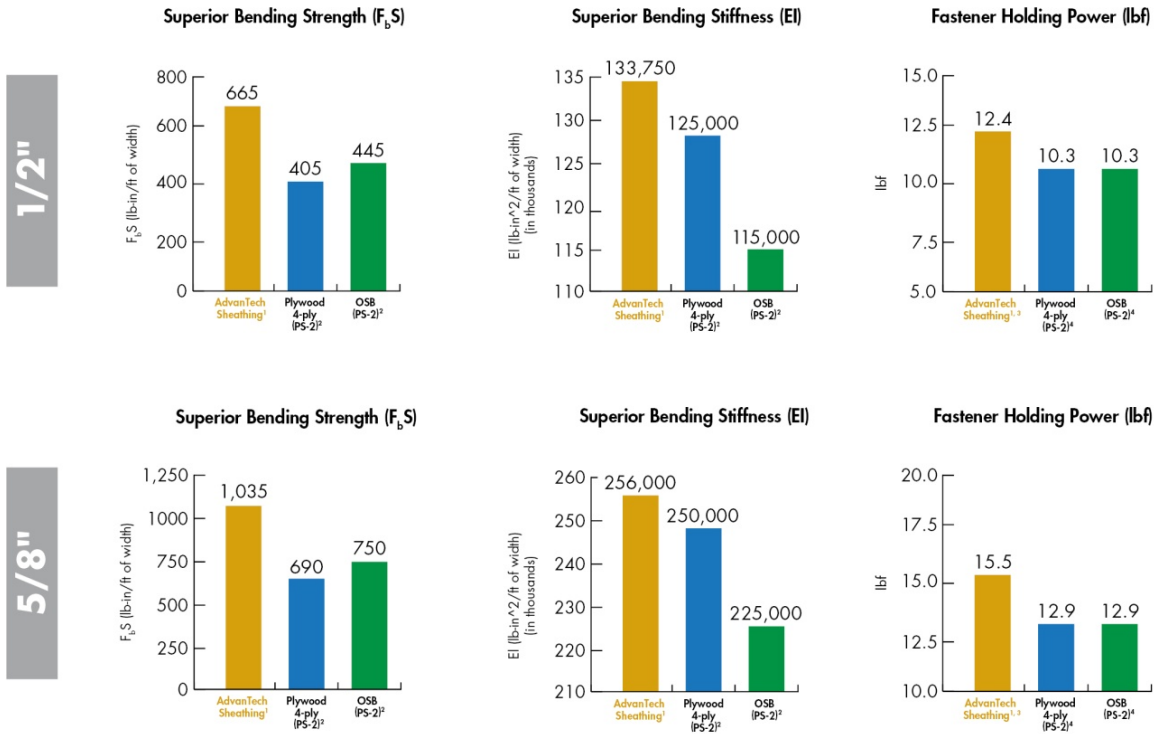 1/2"
Superior Bending Strength (FbS)
FbS (lb-in/ft of width)
800
600
400
200
0
665
405
445
AdvanTech
Sheathing¹
Plywood
4-ply
(PS-2)²
OSB
(PS-2)²
Superior Bending Stiffness (EI)
EI (lb-in^2/ft of width)
(in thousands)
135
130
125
120
115
110
133,750
125,000
115,000
AdvanTech
Sheathing¹
Plywood
4-ply
(PS-2)²
OSB
(PS-2)²
Fastener Holding Power (lbf)
lbf
15.0
12.5
10.0
7.5
5.0
12.4
10.3
10.3
AdvanTech
Sheathing¹, ³
Plywood
4-ply
(PS-2)⁴
OSB
(PS-2)⁴
5/8"
Superior Bending Strength (FbS)
FbS (lb-in/ft of width)
1,250
1000
750
500
250
0
1,035
690
750
AdvanTech
Sheathing¹
Plywood
4-ply
(PS-2)²
OSB
(PS-2)²
Superior Bending Stiffness (EI)
EI (lb-in^2/ft of width)
(in thousands)
260
250
240
230
220
210
256,000
250,000
225,000
AdvanTech
Sheathing¹
Plywood
4-ply
(PS-2)²
OSB
(PS-2)²
Fastener Holding Power (lbf)
lbf
20.0
17.5
15.0
12.5
10.0
15.5
12.9
12.9
AdvanTech
Sheathing¹, ³
Plywood
4-ply
(PS-2)⁴
OSB
(PS-2)⁴